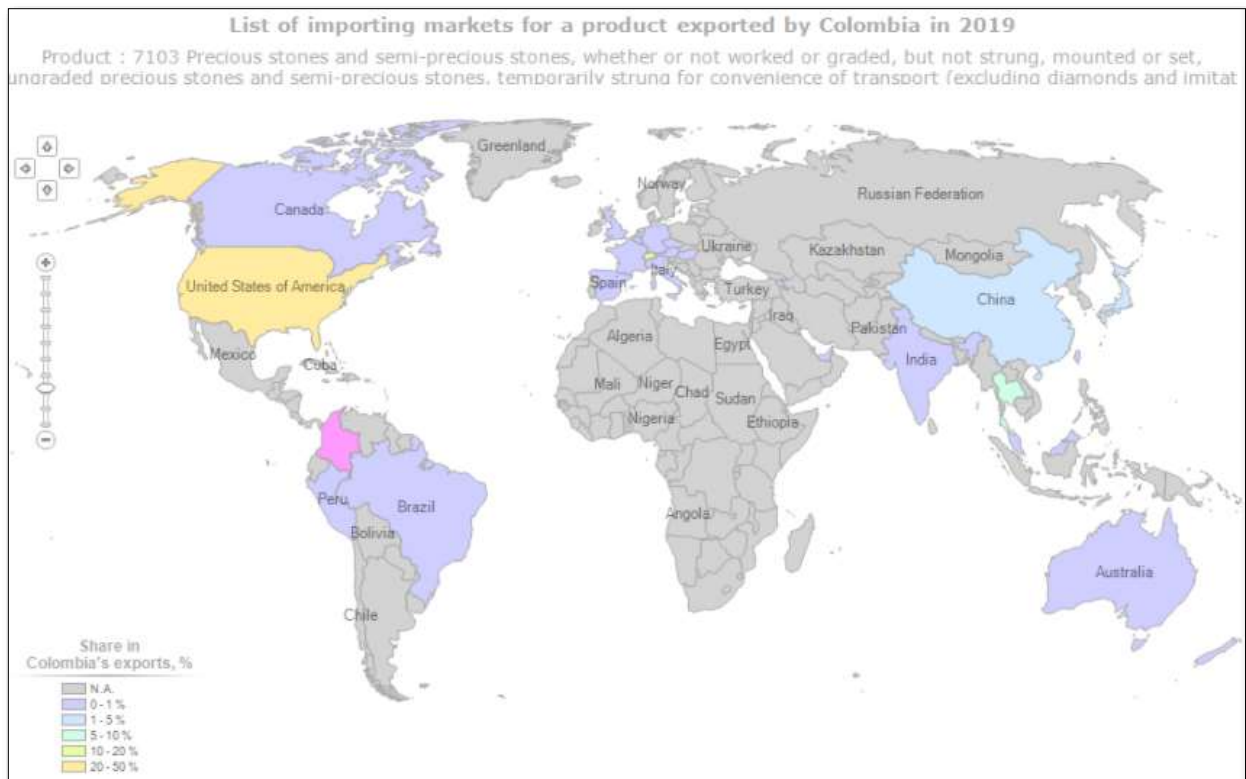 List of importing markets for a product exported by Colombia in 2019
Product : 7103 Precious stones and semi-precious stones, whether or not worked or graded, but not strung, mounted or set,
ungraded precious stones and semi-precious stones, temporarily strung for convenience of transport (excluding diamonds and imitat
Greenland
Norway
Russian Federation
Canada
Ukraine
Kazakhstan
Mongolia
Italy
Spain
Turkey
United States of America
China
Iraq
Pakistan
Algeria
Egypt
Mexico
Cuba
India
Mali
Niger
Chad
Sudan
Nigeria
Ethiopia
Peru
Brazil
Angola
Bolivia
Australia
Chile
Share in
Colombia's exports, %
N.A.
0 - 1 %
1 - 5 %
5 - 10 %
10 - 20 %
20 - 50 %